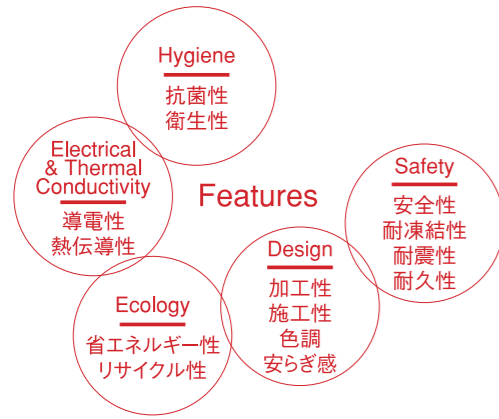 Hygiene
抗菌性
衛生性
Electrical
& Thermal
Conductivity
導電性
熱伝導性
Features
Safety
安全性
耐凍結性
耐震性
耐久性
Design
加工性
施工性
色調
安らぎ感
Ecology
省エネルギー性
リサイクル性